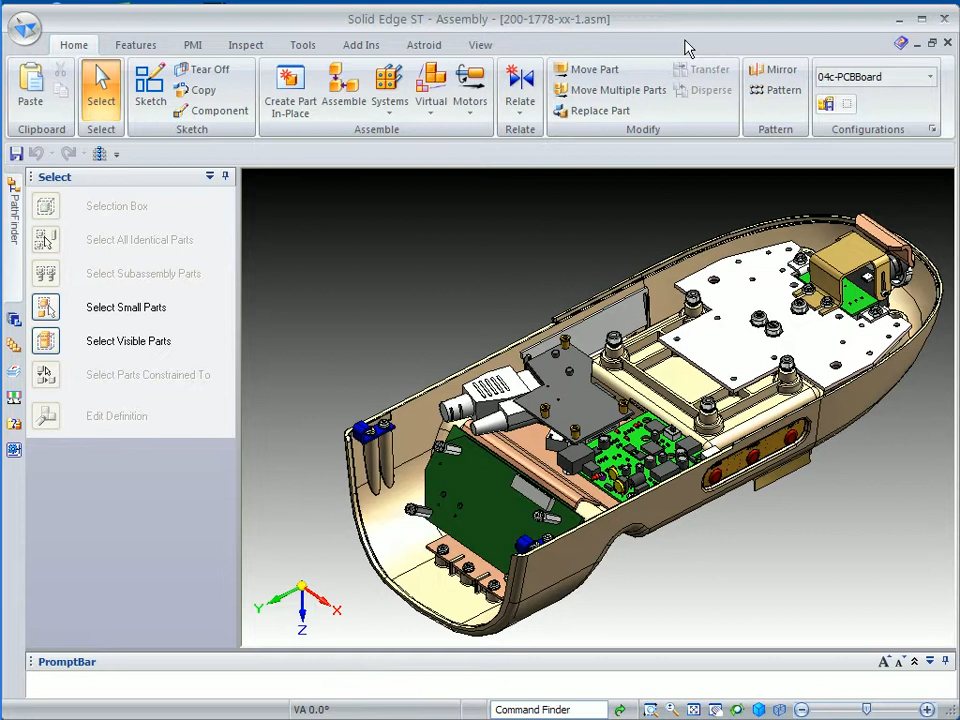 Solid Edge ST - Assembly - [200-1778-xx-1.asm]
Home Features PMI Inspect Tools Add Ins Astroid View
Paste
Select
Sketch
Tear Off
Copy
Component
Create Part In-Place
Assemble
Systems
Virtual
Motors
Relate
Move Part
Move Multiple Parts
Replace Part
Transfer
Disperse
Mirror
Pattern
04c-PCBBoard
Clipboard Select Sketch Assemble Relate Modify Pattern Configurations
PathFinder
Select
Selection Box
Select All Identical Parts
Select Subassembly Parts
Select Small Parts
Select Visible Parts
Select Parts Constrained To
Edit Definition
Y X
Z
PromptBar
A A
VA 0.0°
Command Finder